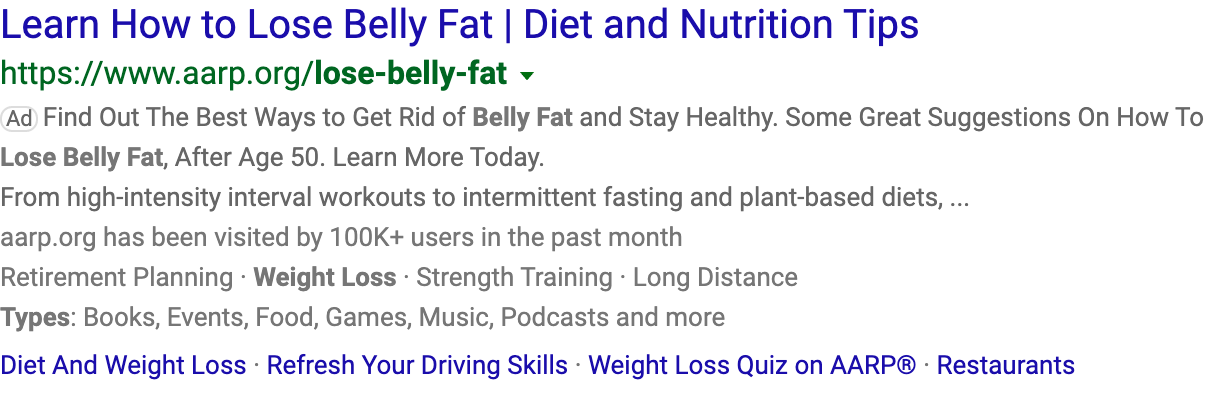 Learn How to Lose Belly Fat | Diet and Nutrition Tips
https://www.aarp.org/lose-belly-fat
Ad Find Out The Best Ways to Get Rid of Belly Fat and Stay Healthy. Some Great Suggestions On How To
Lose Belly Fat, After Age 50. Learn More Today.
From high-intensity interval workouts to intermittent fasting and plant-based diets, ...
aarp.org has been visited by 100K+ users in the past month
Retirement Planning · Weight Loss · Strength Training · Long Distance
Types: Books, Events, Food, Games, Music, Podcasts and more
Diet And Weight Loss · Refresh Your Driving Skills · Weight Loss Quiz on AARP® · Restaurants